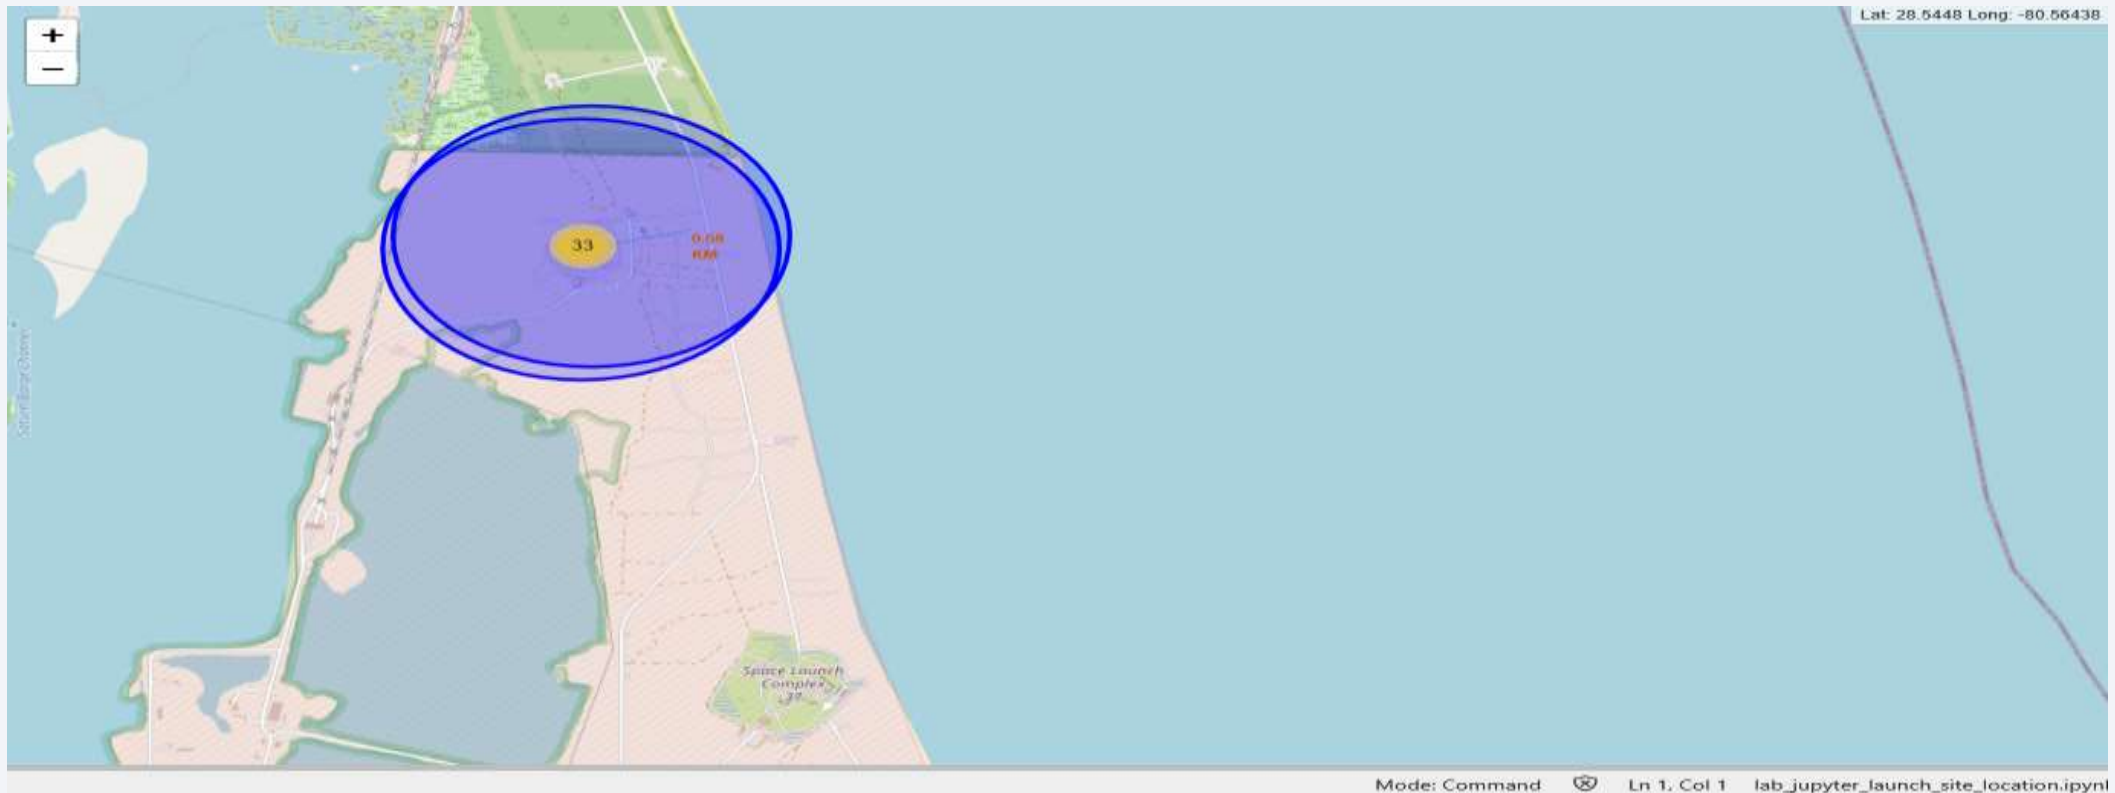 +
Lat: 28.5448 Long: -80.56438
−
33
KM
Space Launch
Complex
Mode: Command
Ln 1, Col 1
lab_jupyter_launch_site_location.ipynb